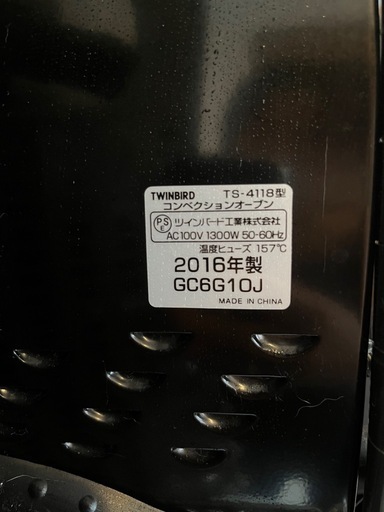 TWINBIRD TS-4118型
コンベクションオーブン
PSE ツインバード工業株式会社
AC100V 1300W 50-60Hz
温度ヒューズ 157℃
2016年製
GC6G10J
MADE IN CHINA